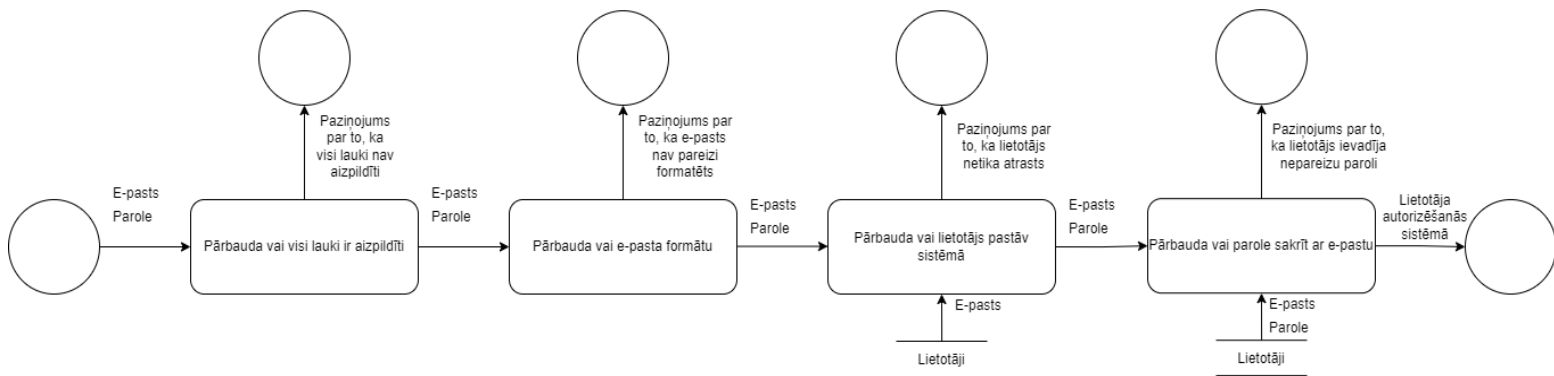 Paziņojums
par to, ka
visi lauki nav
aizpildīti
Paziņojums par
to, ka e-pasts
nav pareizi
formatēts
Paziņojums par
to, ka lietotājs
netika atrasts
Paziņojums par to,
ka lietotājs ievadīja
nepareizu paroli
E-pasts
Parole
Pārbauda vai visi lauki ir aizpildīti
E-pasts
Parole
Pārbauda vai e-pasta formātu
E-pasts
Parole
Pārbauda vai lietotājs pastāv
sistēmā
E-pasts
Parole
Pārbauda vai parole sakrīt ar e-pastu
Lietotāja
autorizēšanās
sistēmā
E-pasts
Lietotāji
E-pasts
Parole
Lietotāji